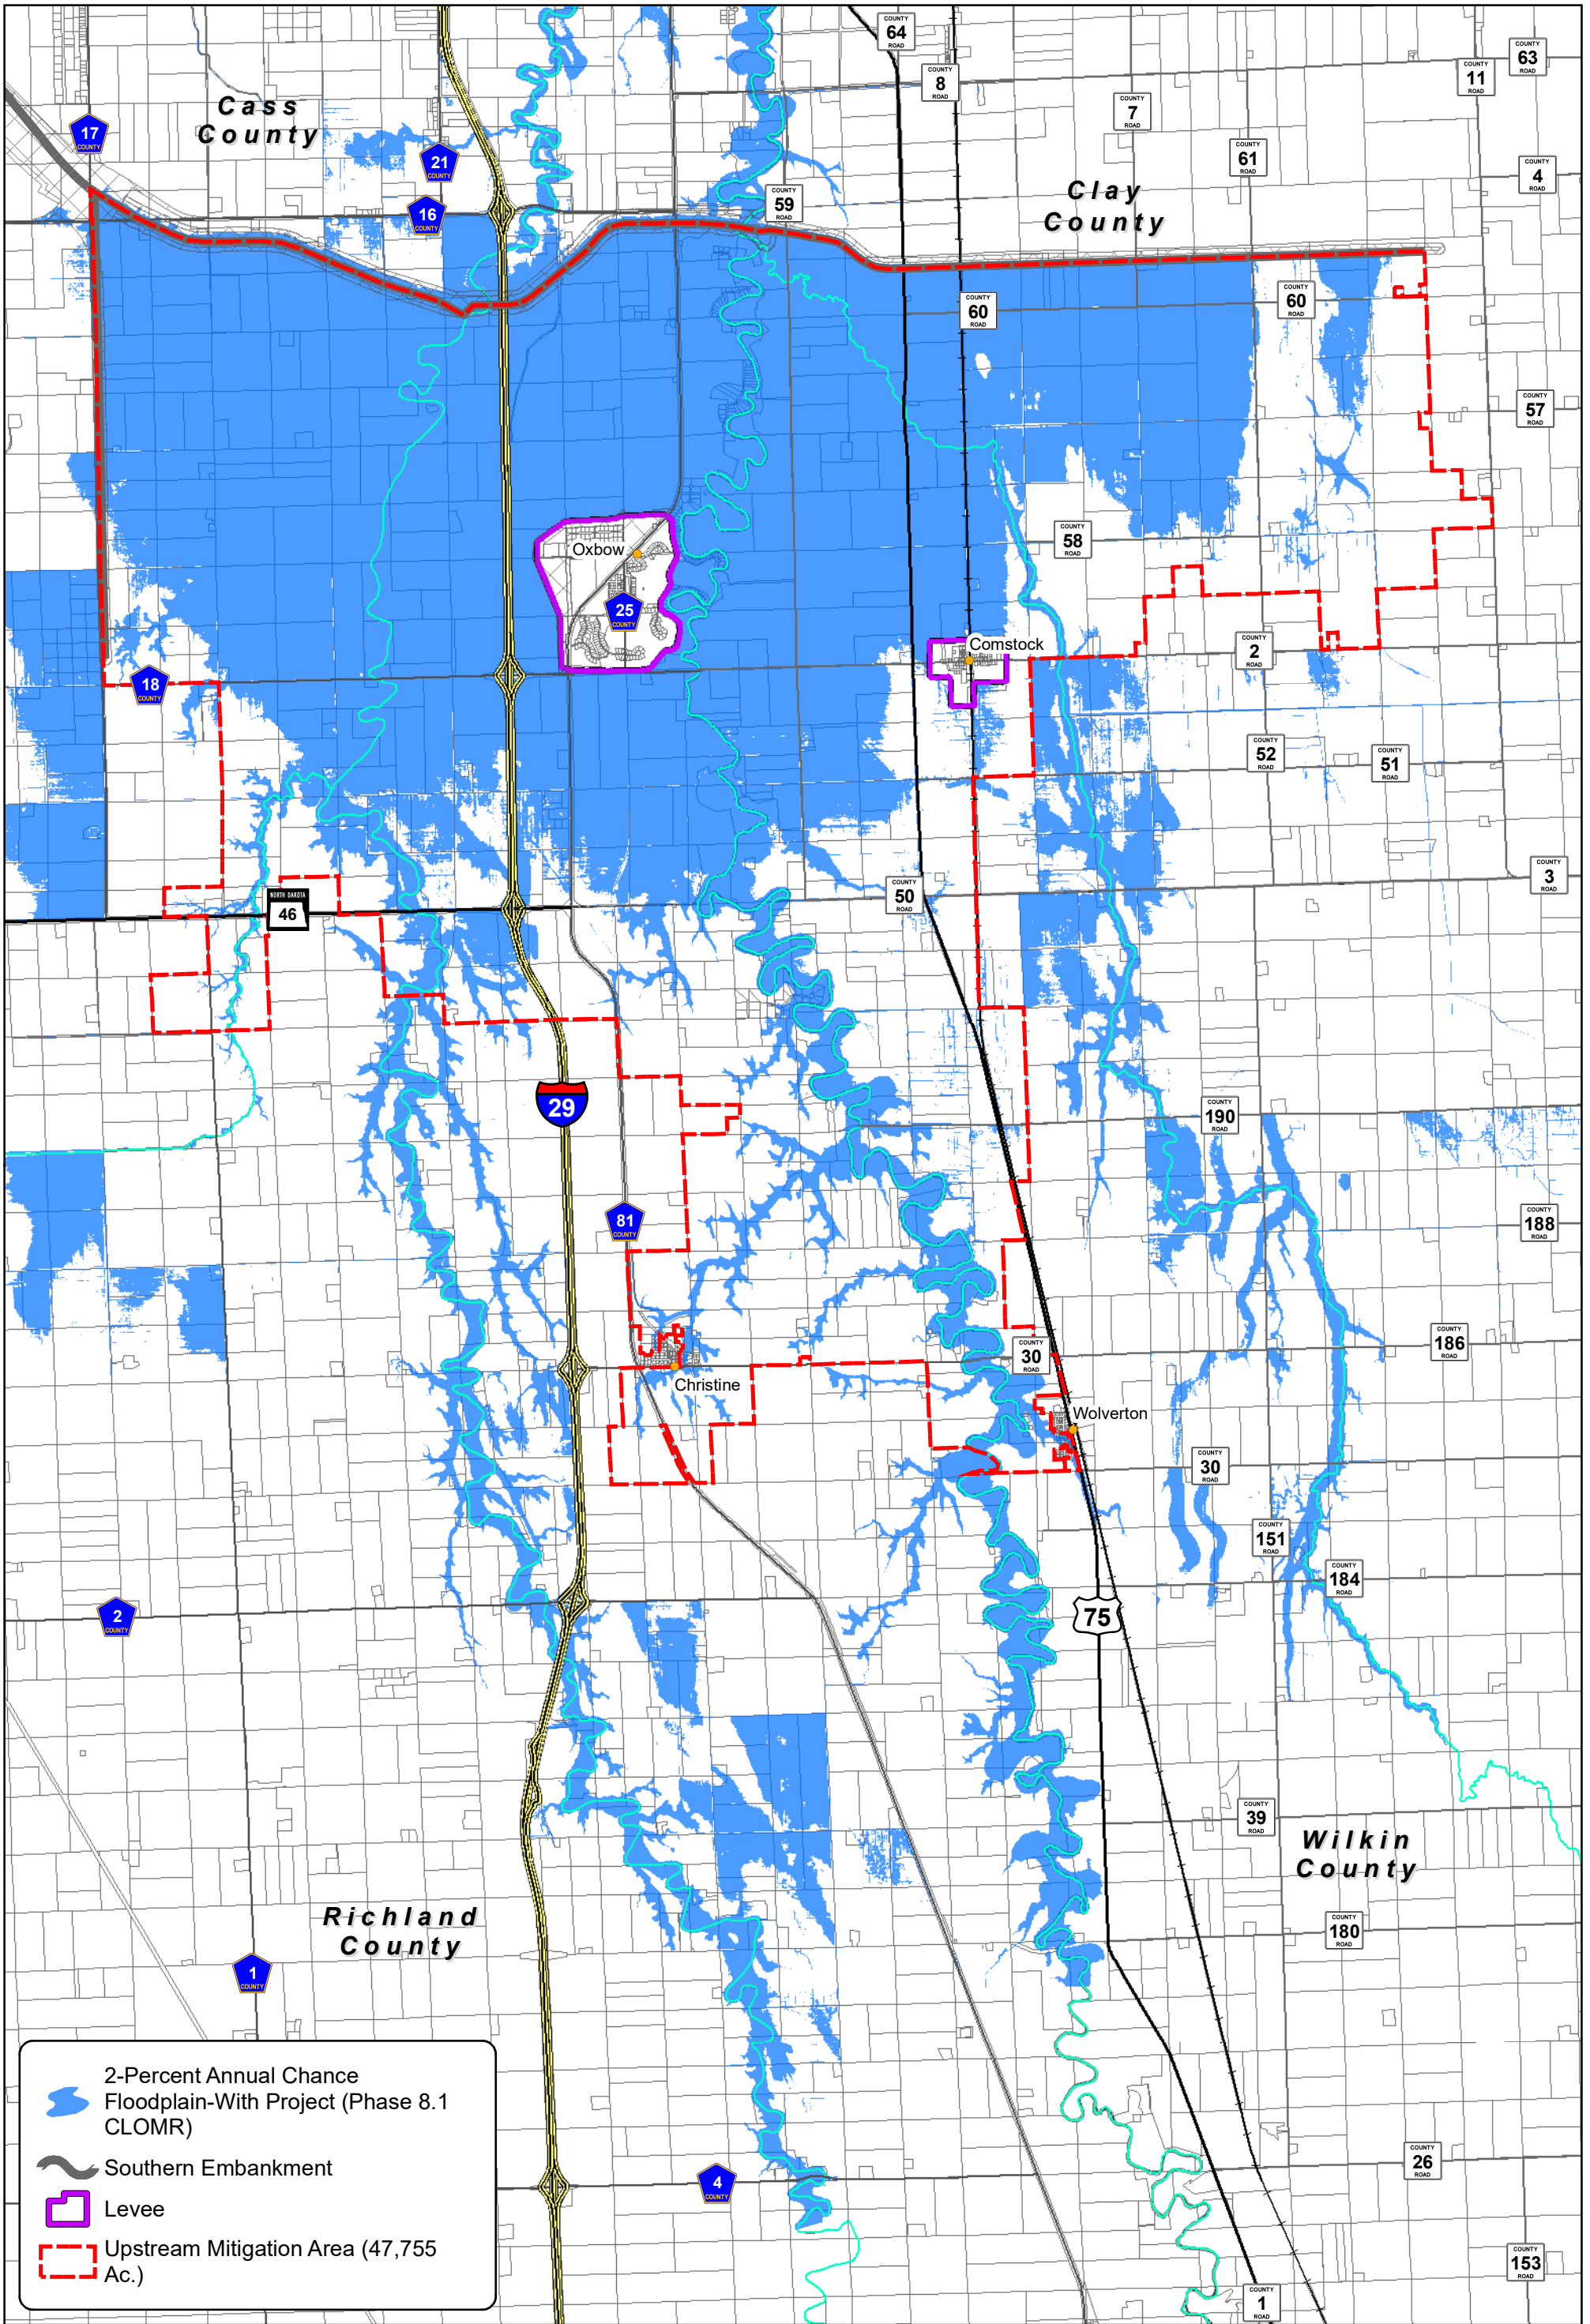 COUNTY
64
ROAD
COUNTY
8
ROAD
COUNTY
63
ROAD
COUNTY
11
ROAD
COUNTY
7
ROAD
Cass
County
17
COUNTY
21
COUNTY
COUNTY
61
ROAD
COUNTY
4
ROAD
16
COUNTY
COUNTY
59
ROAD
Clay
County
COUNTY
60
ROAD
COUNTY
60
ROAD
COUNTY
57
ROAD
Oxbow
COUNTY
58
ROAD
25
COUNTY
Comstock
COUNTY
2
ROAD
18
COUNTY
COUNTY
52
ROAD
COUNTY
51
ROAD
COUNTY
3
ROAD
COUNTY
50
ROAD
NORTH DAKOTA
46
29
COUNTY
190
ROAD
81
COUNTY
COUNTY
188
ROAD
COUNTY
186
ROAD
COUNTY
30
ROAD
Christine
Wolverton
COUNTY
30
ROAD
COUNTY
151
ROAD
COUNTY
184
ROAD
2
COUNTY
75
COUNTY
39
ROAD
Wilkin
County
Richland
County
COUNTY
180
ROAD
1
COUNTY
COUNTY
26
ROAD
4
COUNTY
COUNTY
153
ROAD
COUNTY
1
ROAD
2-Percent Annual Chance
Floodplain-With Project (Phase 8.1
CLOMR)
Southern Embankment
Levee
Upstream Mitigation Area (47,755
Ac.)